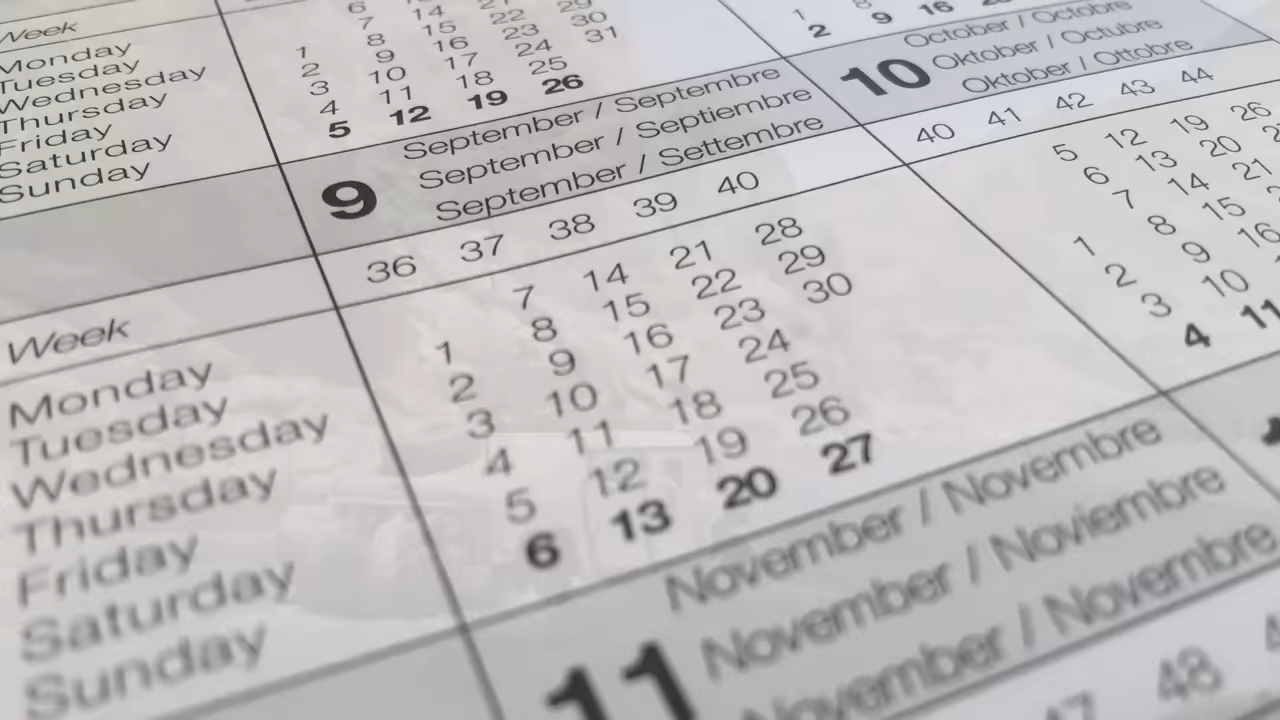 Week
Monday
Tuesday
Wednesday
Thursday
Friday
Saturday
Sunday
6
7 14 21 29
8 15 22 30
1 9 16 23 31
2 10 17 24
3 11 18 25
4
5 12 19 26
1 8
2 9 16
9
September / Septembre
September / Septiembre
September / Settembre
10
October / Octobre
Oktober / Octubre
Oktober / Ottobre
Week 36 37 38 39 40
Monday 7 14 21 28
Tuesday 1 8 15 22 29
Wednesday 2 9 16 23 30
Thursday 3 10 17 24
Friday 4 11 18 25
Saturday 5 12 19 26
Sunday 6 13 20 27
40 41 42 43 44
5 12 19 26
6 13 20
7 14 21
1 8 15
2 9 16
3 10
4 11
11
November / Novembre
November / Noviembre
November / Novembre
47 48